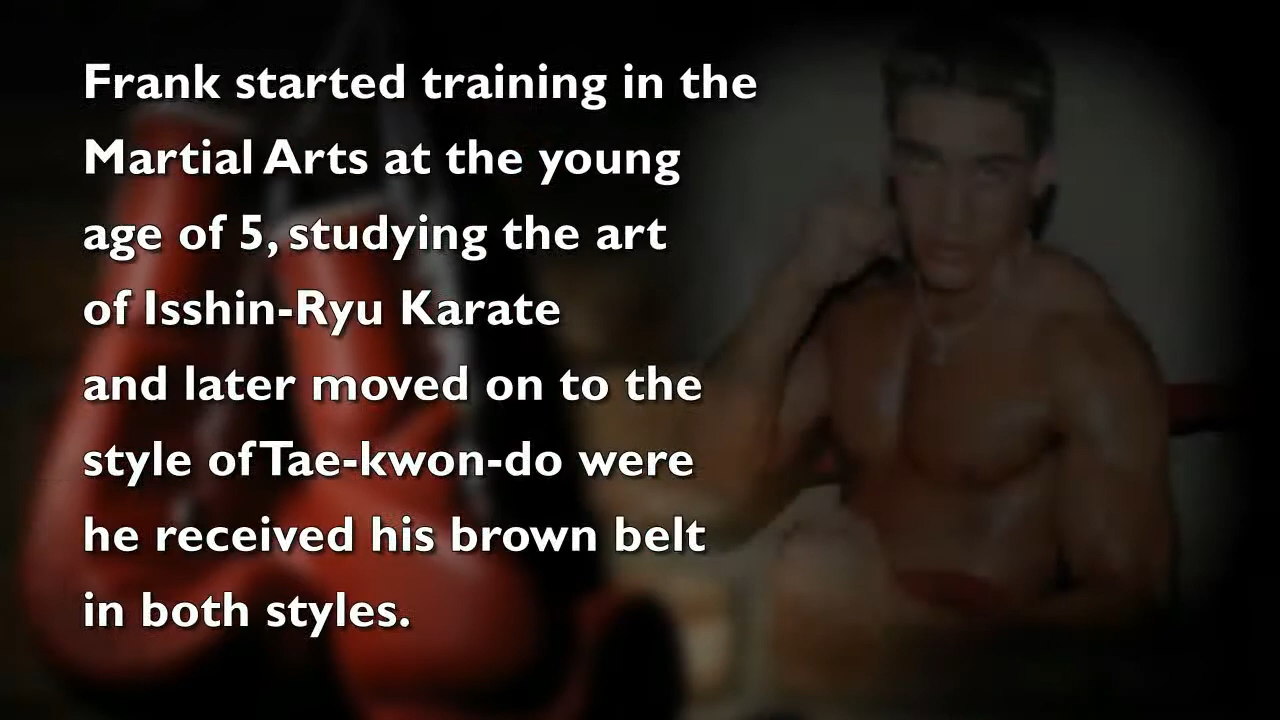 Frank started training in the
Martial Arts at the young
age of 5, studying the art
of Isshin-Ryu Karate
and later moved on to the
style of Tae-kwon-do were
he received his brown belt
in both styles.